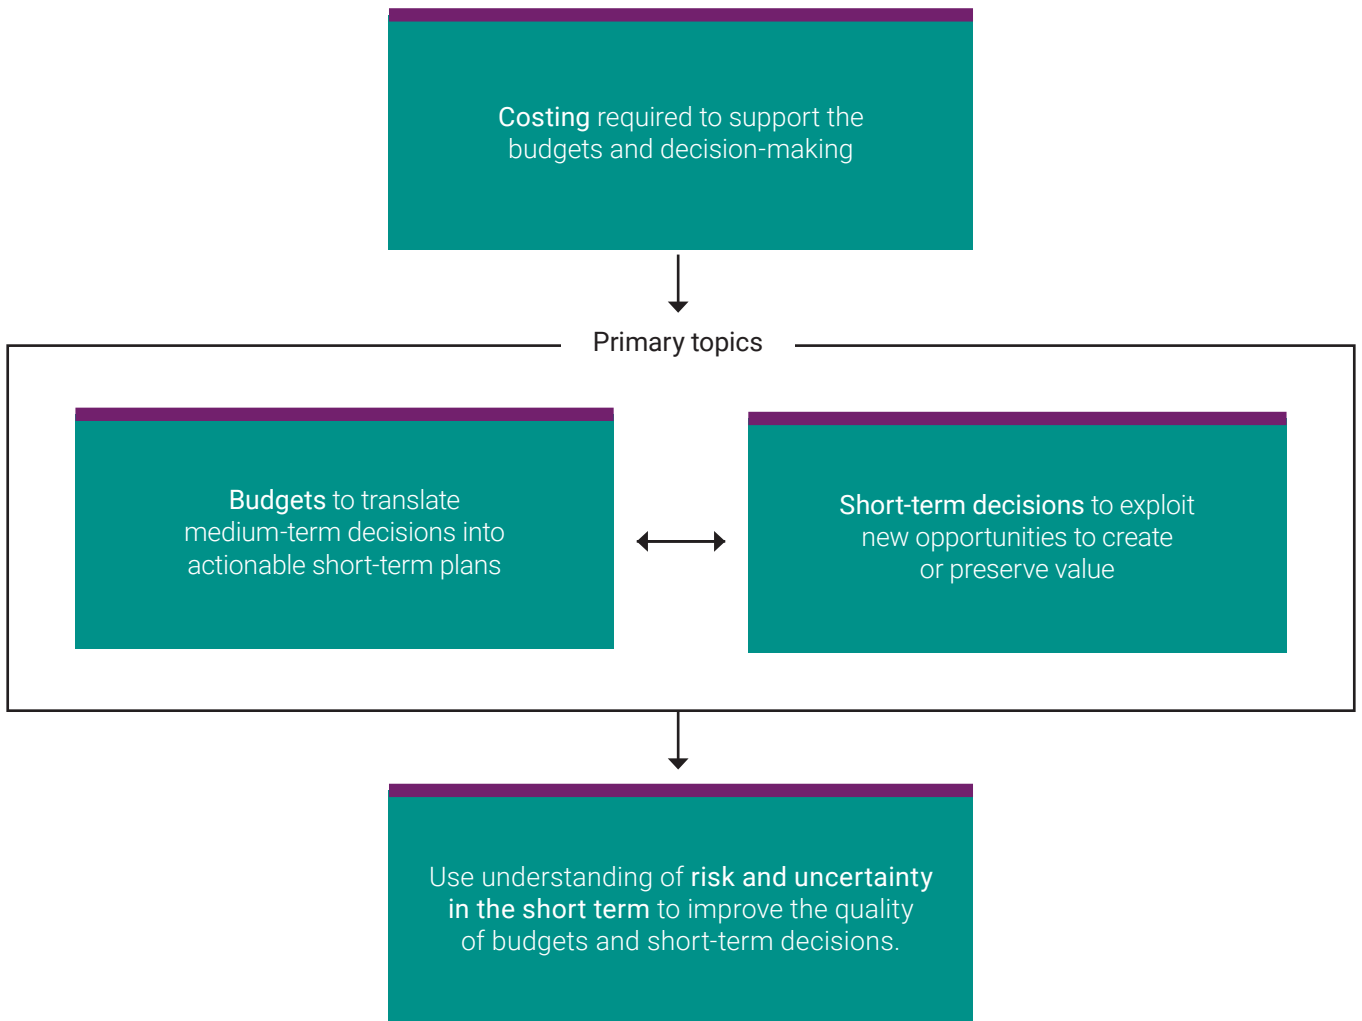 Costing required to support the
budgets and decision-making
Primary topics
Budgets to translate
medium-term decisions into
actionable short-term plans
Short-term decisions to exploit
new opportunities to create
or preserve value
Use understanding of risk and uncertainty
in the short term to improve the quality
of budgets and short-term decisions.